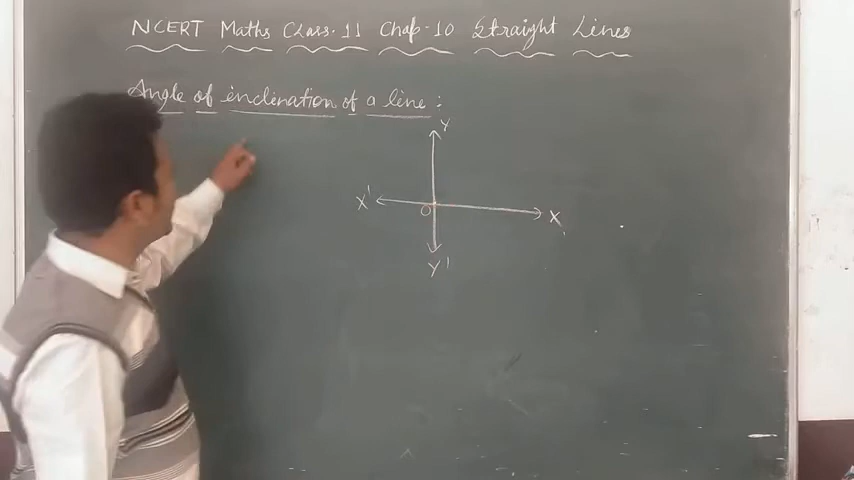 NCERT Maths Class.11 Chap-10 Straight Lines
Angle of inclination of a line:
Y
X' O X
Y'